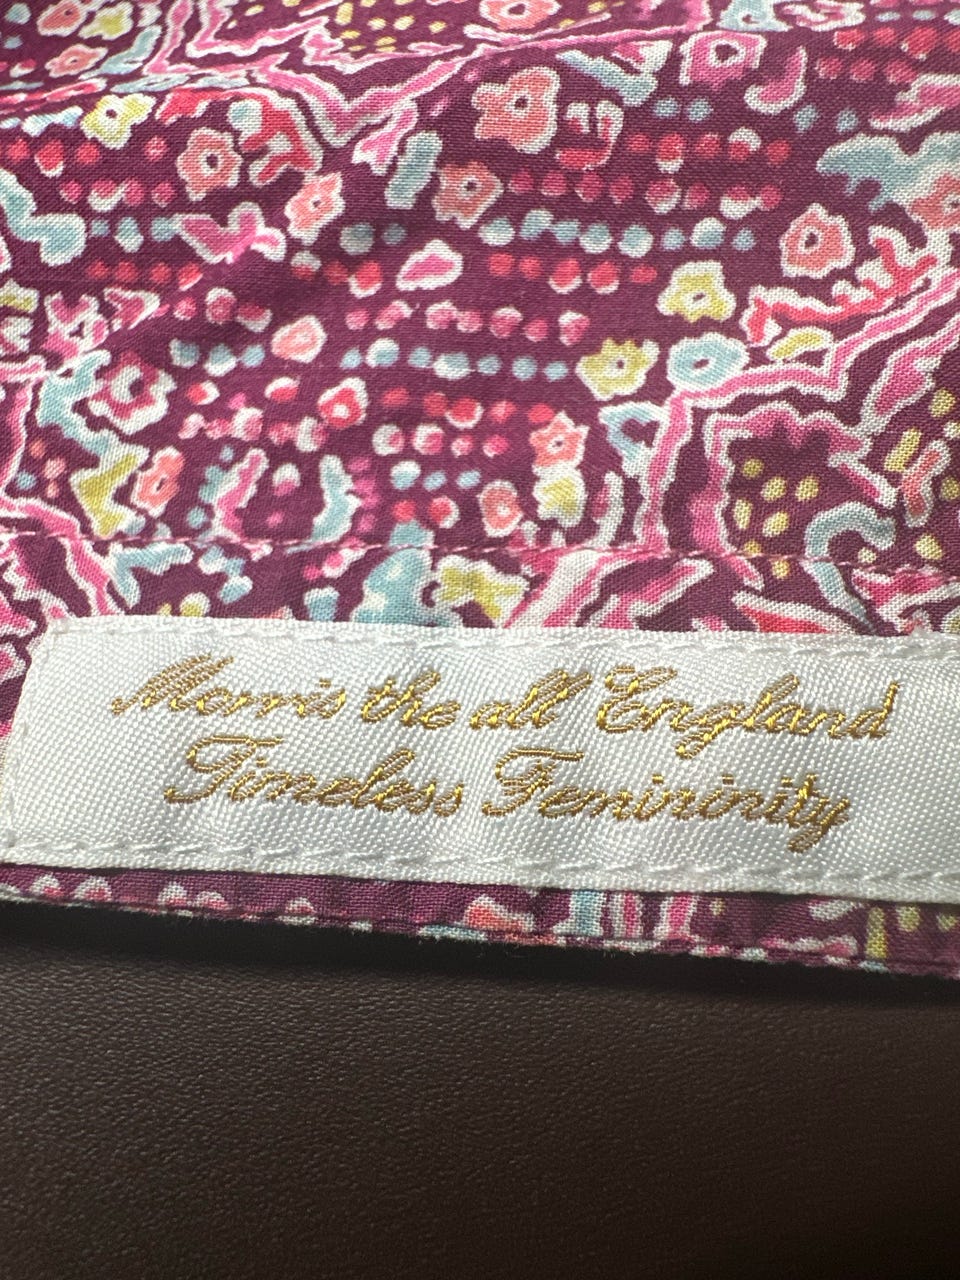 Morris the all England
Timeless Femininity